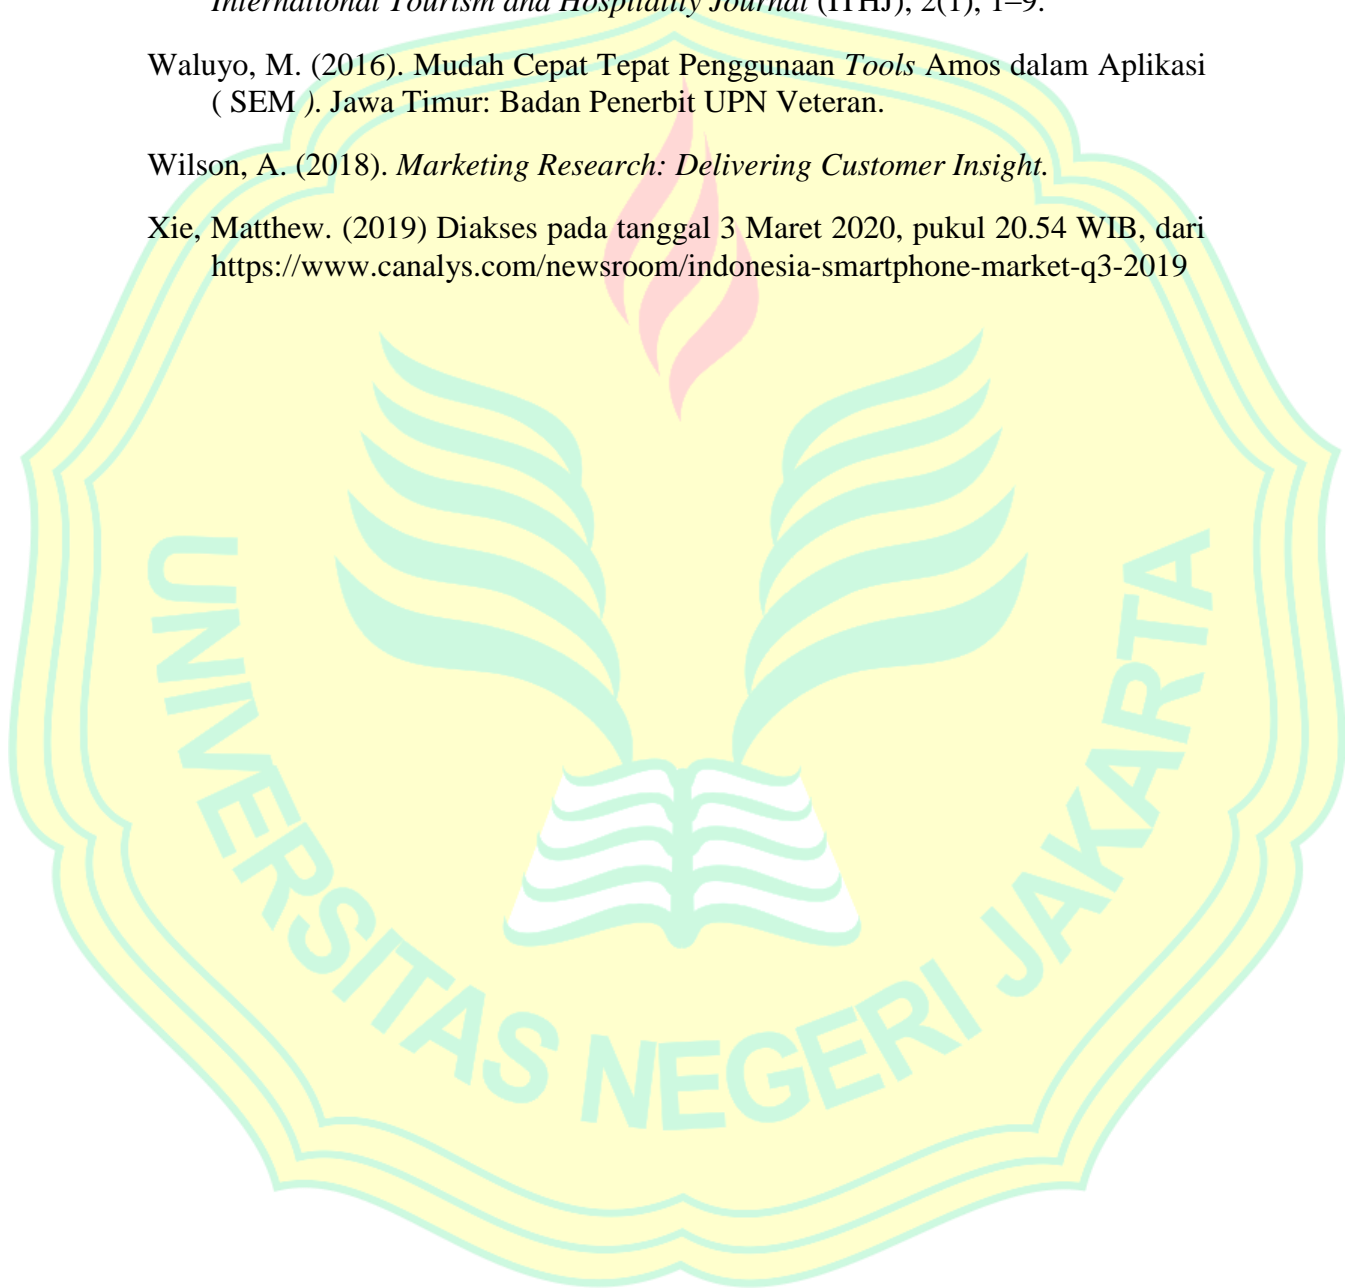 International Tourism and Hospitality Journal (ITHJ), 2(1), 1–9.
Waluyo, M. (2016). Mudah Cepat Tepat Penggunaan Tools Amos dalam Aplikasi
( SEM ). Jawa Timur: Badan Penerbit UPN Veteran.
Wilson, A. (2018). Marketing Research: Delivering Customer Insight.
Xie, Matthew. (2019) Diakses pada tanggal 3 Maret 2020, pukul 20.54 WIB, dari
https://www.canalys.com/newsroom/indonesia-smartphone-market-q3-2019
UNIVERSITAS NEGERI JAKARTA